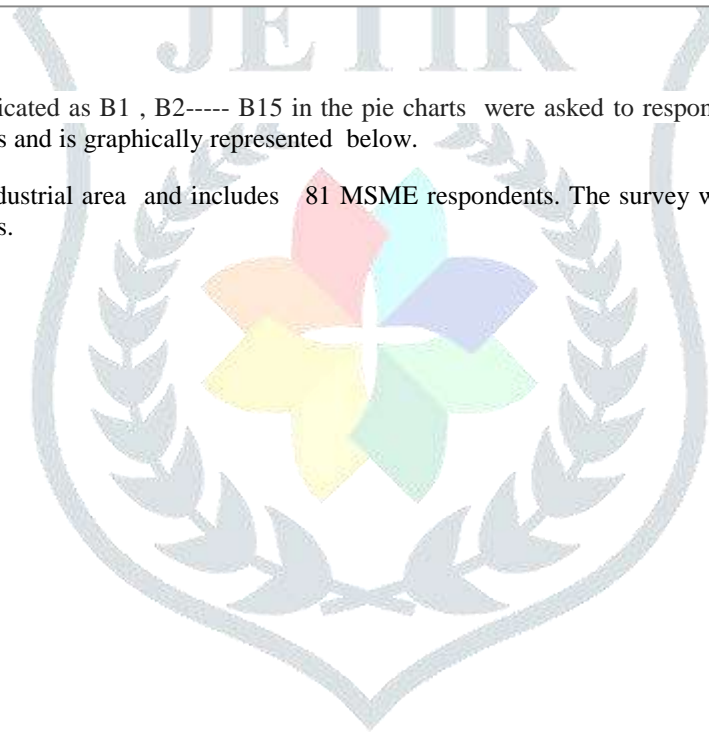 JETIR
icated as B1 , B2----- B15 in the pie charts were asked to respon
s and is graphically represented below.
dustrial area and includes 81 MSME respondents. The survey w
s.